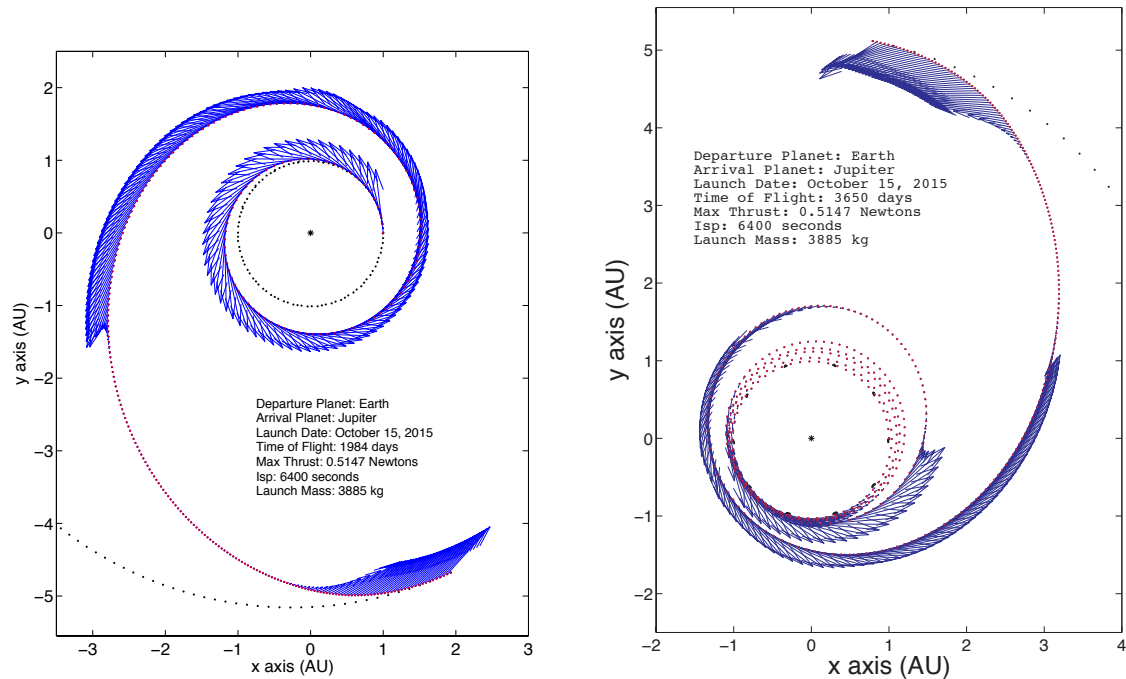 2
1
0
−1
−2
−3
−4
−5
y axis (AU)
Departure Planet: Earth
Arrival Planet: Jupiter
Launch Date: October 15, 2015
Time of Flight: 1984 days
Max Thrust: 0.5147 Newtons
Isp: 6400 seconds
Launch Mass: 3885 kg
−3 −2 −1 0 1 2 3
x axis (AU)
5
4
3
2
1
0
−1
−2
y axis (AU)
Departure Planet: Earth
Arrival Planet: Jupiter
Launch Date: October 15, 2015
Time of Flight: 3650 days
Max Thrust: 0.5147 Newtons
Isp: 6400 seconds
Launch Mass: 3885 kg
−2 −1 0 1 2 3 4
x axis (AU)